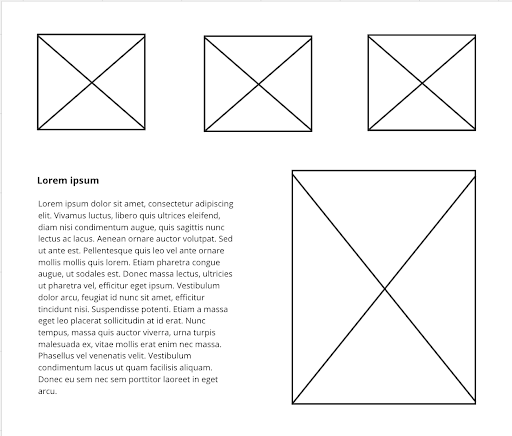 Lorem ipsum
Lorem ipsum dolor sit amet, consectetur adipiscing
elit. Vivamus luctus, libero quis ultrices eleifend,
diam nisi condimentum augue, quis sagittis nunc
lectus ac lacus. Aenean ornare auctor volutpat. Sed
ut ante est. Pellentesque quis leo vel ante ornare
mollis mollis quis lorem. Etiam pharetra congue
augue, ut sodales est. Donec massa lectus, ultricies
ut pharetra vel, efficitur eget ipsum. Vestibulum
dolor arcu, feugiat id nunc sit amet, efficitur
tincidunt nisi. Suspendisse potenti. Etiam a massa
eget leo placerat sollicitudin at id erat. Nunc
tempus, massa quis auctor viverra, urna turpis
malesuada ex, vitae mollis erat enim nec massa.
Phasellus vel venenatis velit. Vestibulum
condimentum lacus ut quam facilisis aliquam.
Donec eu sem nec sem porttitor laoreet in eget
arcu.